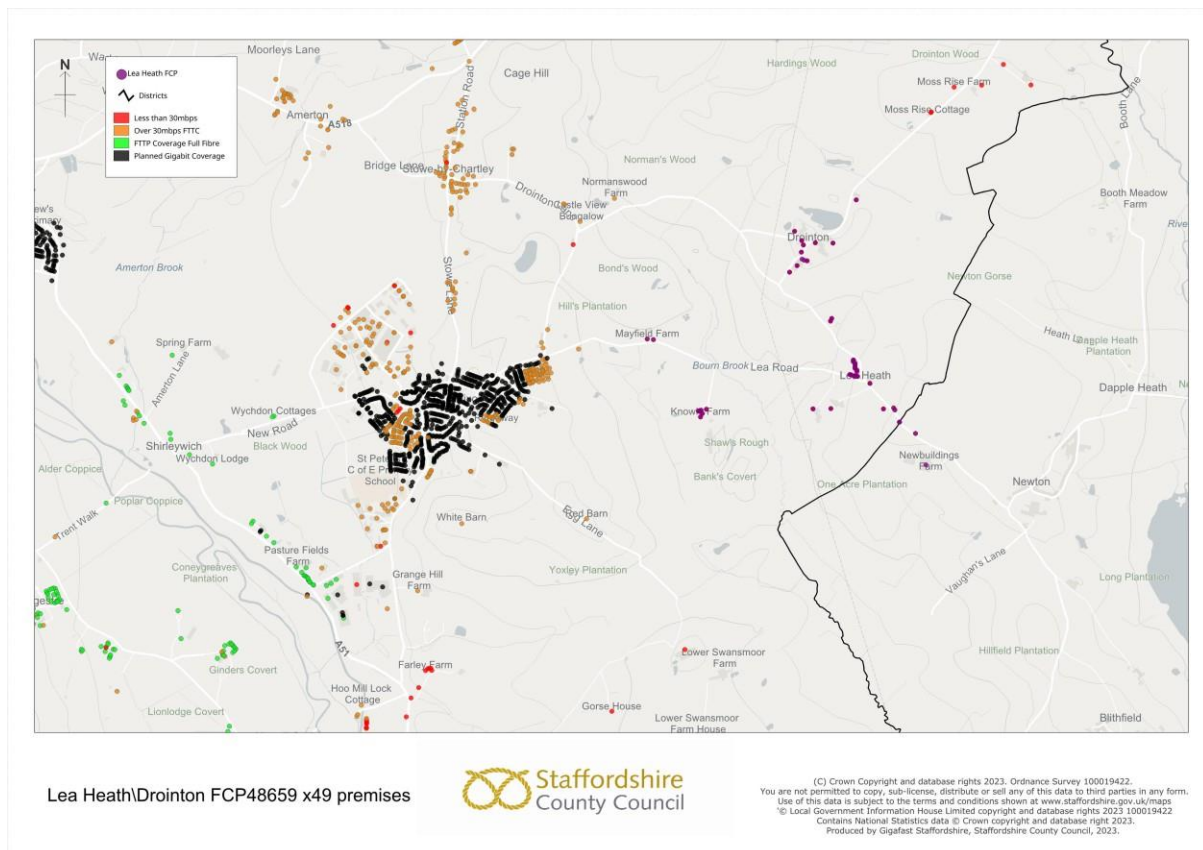 Moorleys Lane
Drointon Wood
N
Lea Heath FCP
Districts
Less than 30mbps
Over 30mbps FTTC
FTTP Coverage Full Fibre
Planned Gigabit Coverage
Cage Hill
Station Road
Hardings Wood
Moss Rise Farm
Moss Rise Cottage
Booth Lane
Amerton
A518
Bridge Lane
Stowe-by-Chartley
Norman's Wood
Normanswood
Farm
Castle View
Bungalow
Booth Meadow
Farm
Drointon
Amerton Brook
Stowe Lane
Bond's Wood
Newton Gorse
Hill's Plantation
Mayfield Farm
Spring Farm
Amerton Lane
Bourn Brook
Lea Road
Lea Heath
Dapple Heath
Plantation
Dapple Heath
Wychdon Cottages
New Road
Black Wood
Shirleywich
Wychdon Lodge
Shaw's Rough
Bank's Covert
Newbuildings
Farm
One Acre Plantation
Newton
Alder Coppice
Poplar Coppice
Trent Walk
C of E Primary
School
White Barn
Red Barn
Egg Lane
Pasture Fields
Farm
Coneygreaves
Plantation
Grange Hill
Farm
Yoxley Plantation
Vaughan's Lane
Long Plantation
A51
Ginders Covert
Farley Farm
Lower Swansmoor
Farm
Hillfield Plantation
Hoo Mill Lock
Cottage
Lionlodge Covert
Gorse House
Lower Swansmoor
Farm House
Blithfield
Lea Heath\Drointon FCP48659 x49 premises
Staffordshire
County Council
(C) Crown Copyright and database rights 2023. Ordnance Survey 100019422.
You are not permitted to copy, sub-license, distribute or sell any of this data to third parties in any form.
Use of this data is subject to the terms and conditions shown at www.staffordshire.gov.uk/maps
'© Local Government Information House Limited copyright and database rights 2023 100019422
Contains National Statistics data © Crown copyright and database right 2023.
Produced by Gigafast Staffordshire, Staffordshire County Council, 2023.